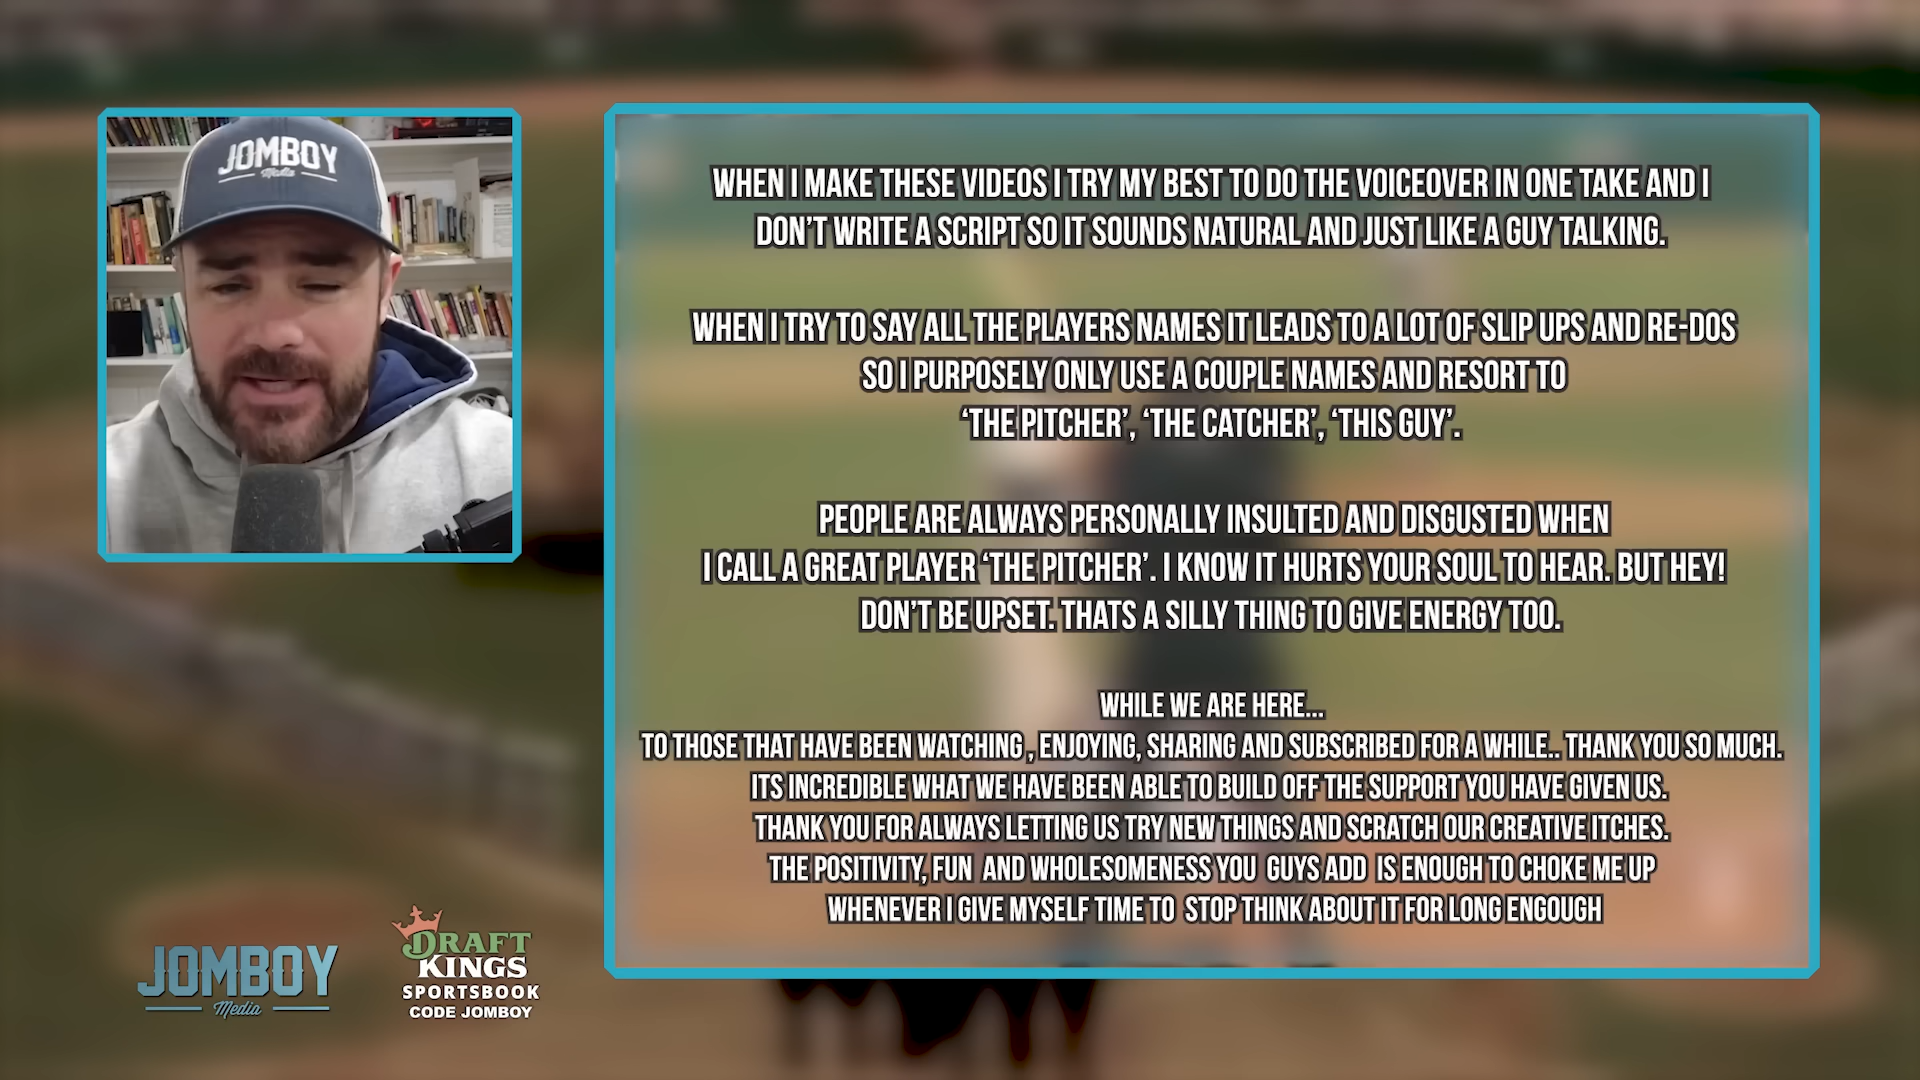 JOMBOY
Media
WHEN I MAKE THESE VIDEOS I TRY MY BEST TO DO THE VOICEOVER IN ONE TAKE AND I
DON'T WRITE A SCRIPT SO IT SOUNDS NATURAL AND JUST LIKE A GUY TALKING.
WHEN I TRY TO SAY ALL THE PLAYERS NAMES IT LEADS TO A LOT OF SLIP UPS AND RE-DOS
SO I PURPOSELY ONLY USE A COUPLE NAMES AND RESORT TO
'THE PITCHER', 'THE CATCHER', 'THIS GUY'.
PEOPLE ARE ALWAYS PERSONALLY INSULTED AND DISGUSTED WHEN
I CALL A GREAT PLAYER 'THE PITCHER'. I KNOW IT HURTS YOUR SOUL TO HEAR. BUT HEY!
DON'T BE UPSET. THATS A SILLY THING TO GIVE ENERGY TOO.
WHILE WE ARE HERE...
TO THOSE THAT HAVE BEEN WATCHING , ENJOYING, SHARING AND SUBSCRIBED FOR A WHILE.. THANK YOU SO MUCH.
ITS INCREDIBLE WHAT WE HAVE BEEN ABLE TO BUILD OFF THE SUPPORT YOU HAVE GIVEN US.
THANK YOU FOR ALWAYS LETTING US TRY NEW THINGS AND SCRATCH OUR CREATIVE ITCHES.
THE POSITIVITY, FUN AND WHOLESOMENESS YOU GUYS ADD IS ENOUGH TO CHOKE ME UP
WHENEVER I GIVE MYSELF TIME TO STOP THINK ABOUT IT FOR LONG ENGOUGH
JOMBOY
Media
DRAFT
KINGS
SPORTSBOOK
CODE JOMBOY